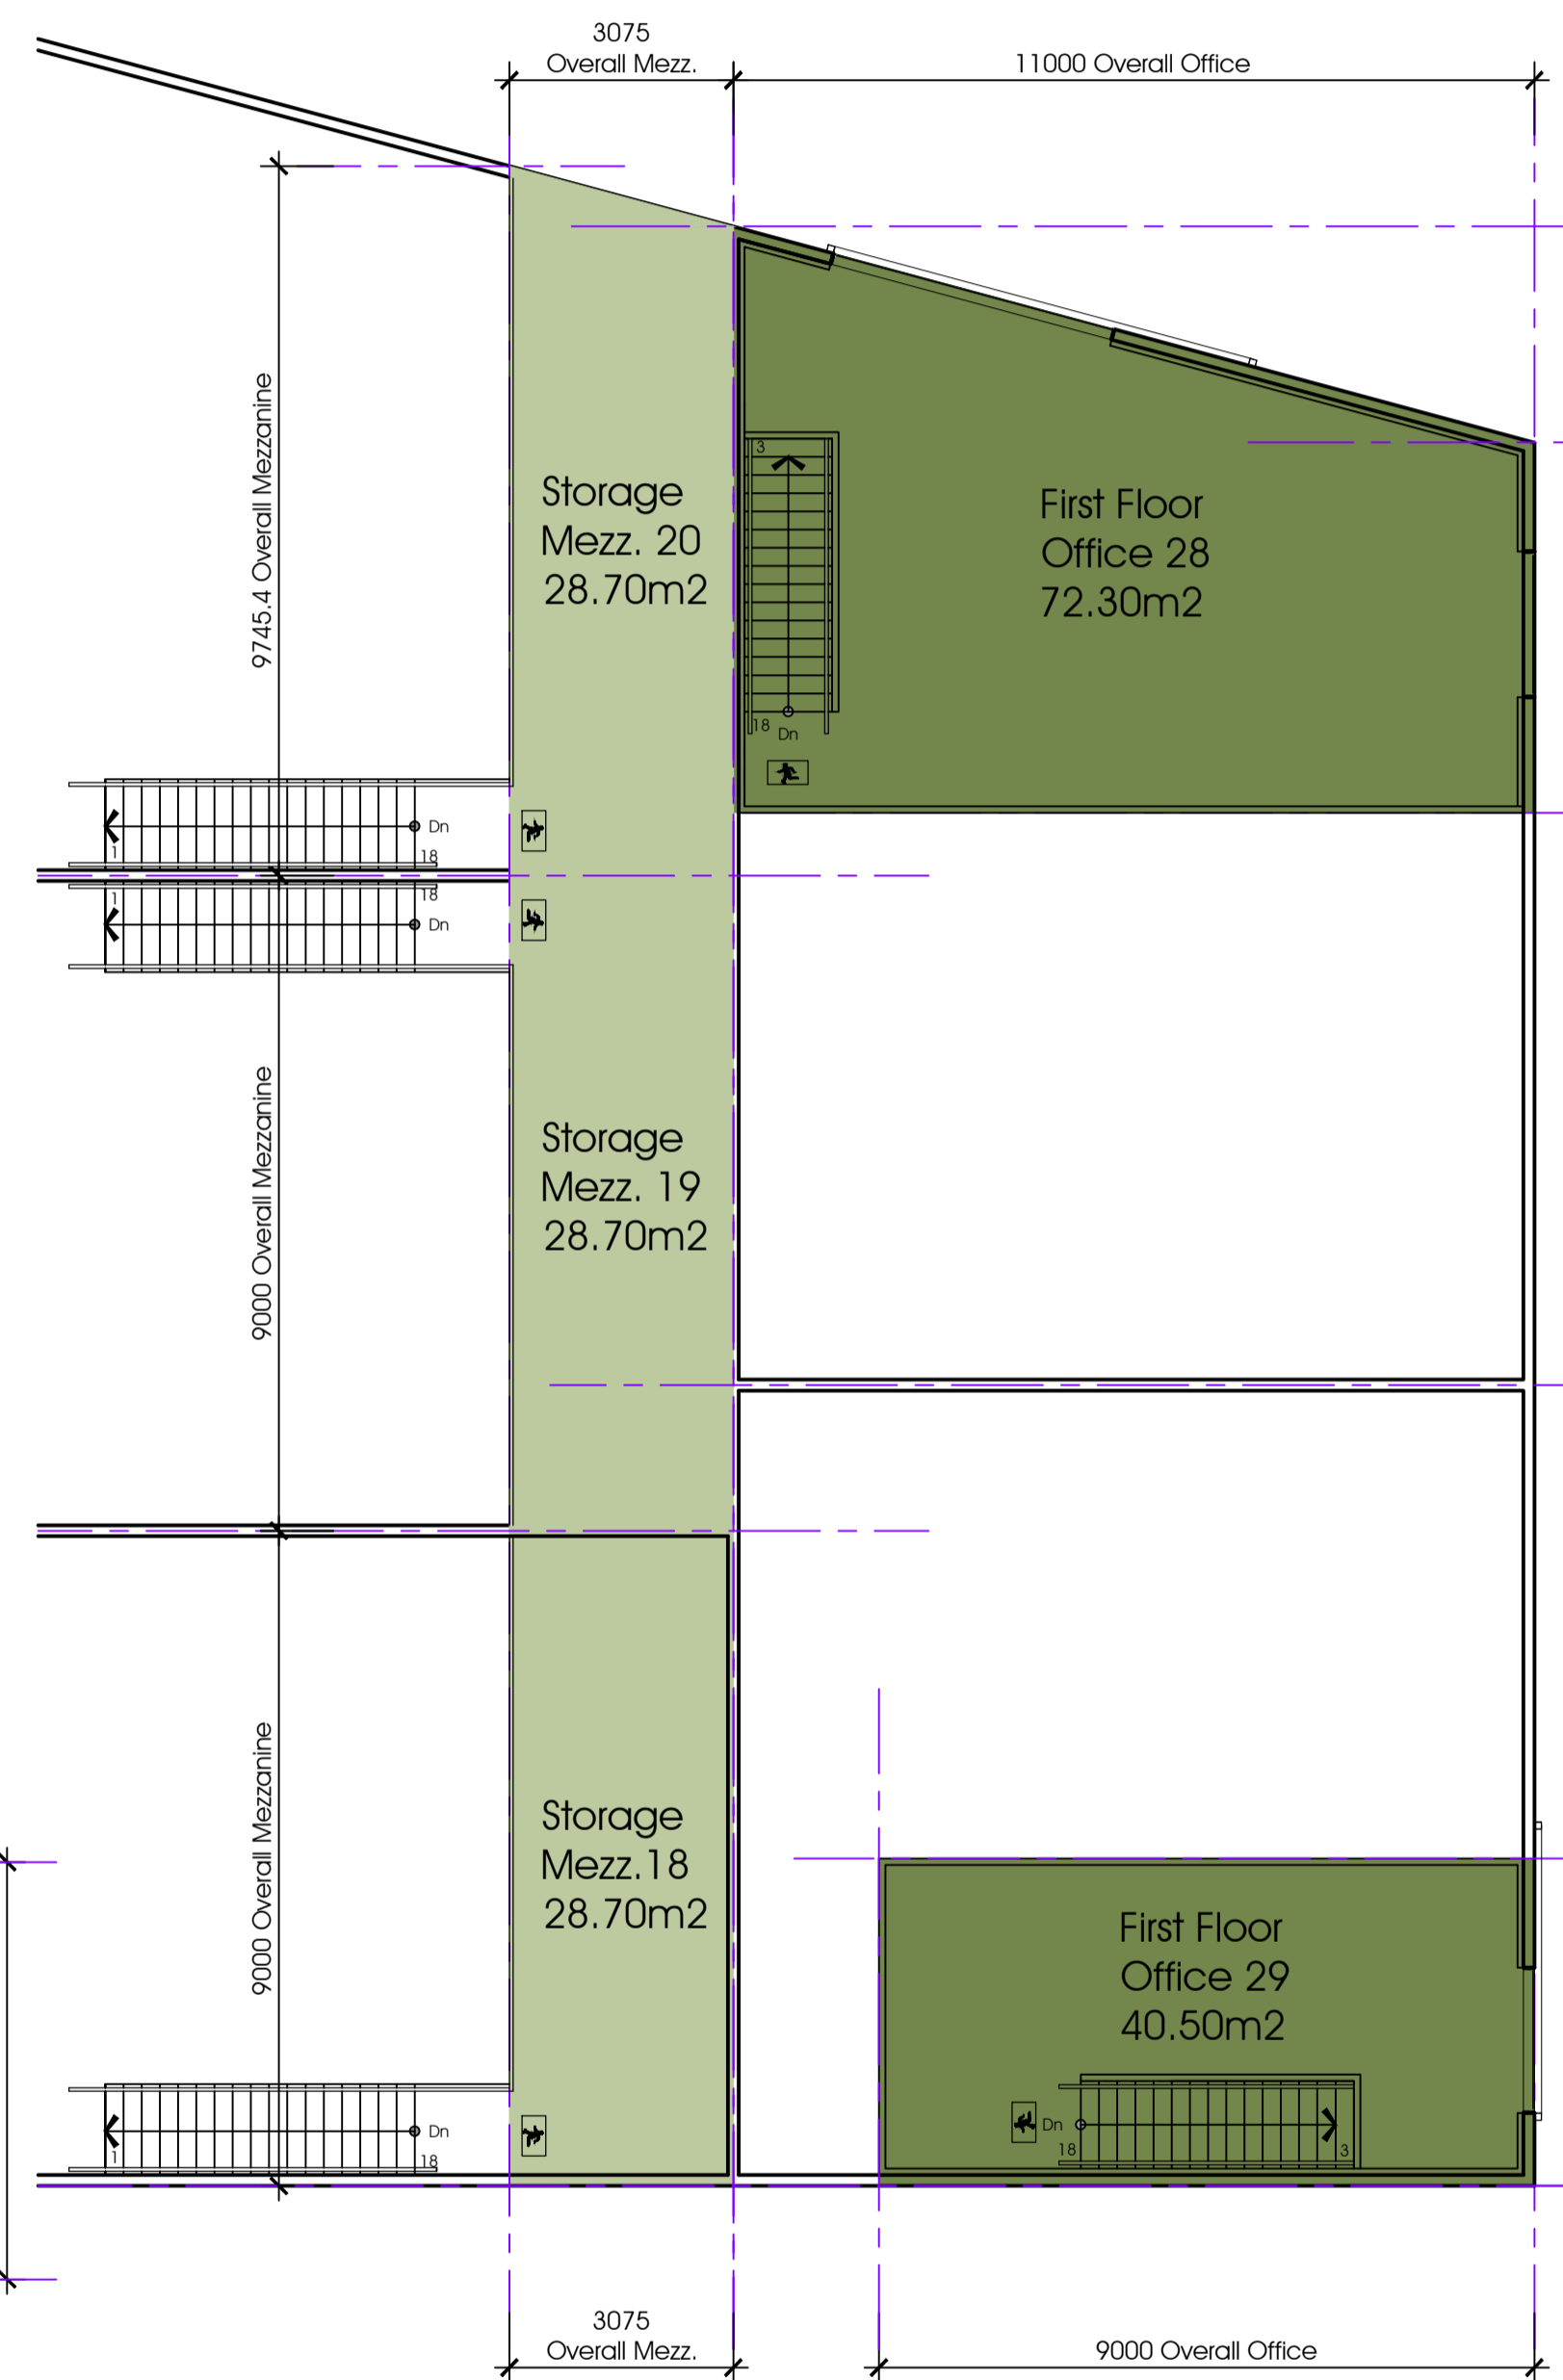 3075
Overall Mezz.
11000 Overall Office
9745.4 Overall Mezzanine
Storage
Mezz. 20
28.70m2
3
18
Dn
First Floor
Office 28
72.30m2
1
18
Dn
1
18
Dn
9000 Overall Mezzanine
Storage
Mezz. 19
28.70m2
9000 Overall Mezzanine
Storage
Mezz.18
28.70m2
First Floor
Office 29
40.50m2
Dn
18
3
Dn
1
18
3075
Overall Mezz.
9000 Overall Office